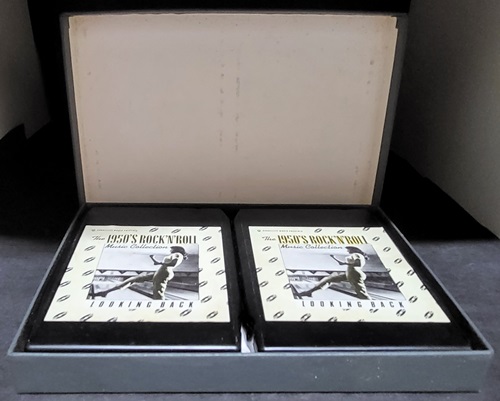 The 1950'S ROCK'N'ROLL
Music Collection
LOOKING BACK
The 1950'S ROCK'N'ROLL
Music Collection
LOOKING BACK